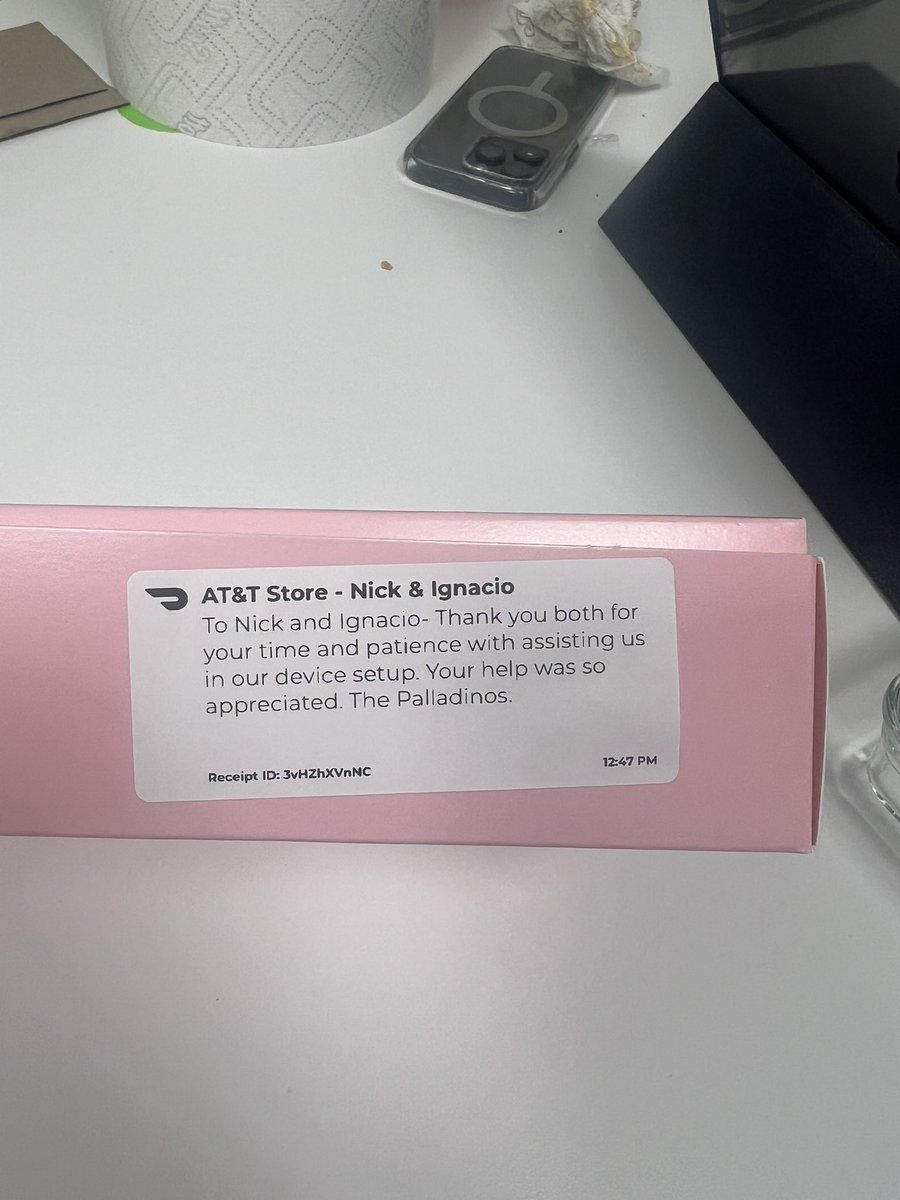 AT&T Store - Nick & Ignacio
To Nick and Ignacio- Thank you both for
your time and patience with assisting us
in our device setup. Your help was so
appreciated. The Palladinos.
Receipt ID: 3vHZhXVnNC
12:47 PM